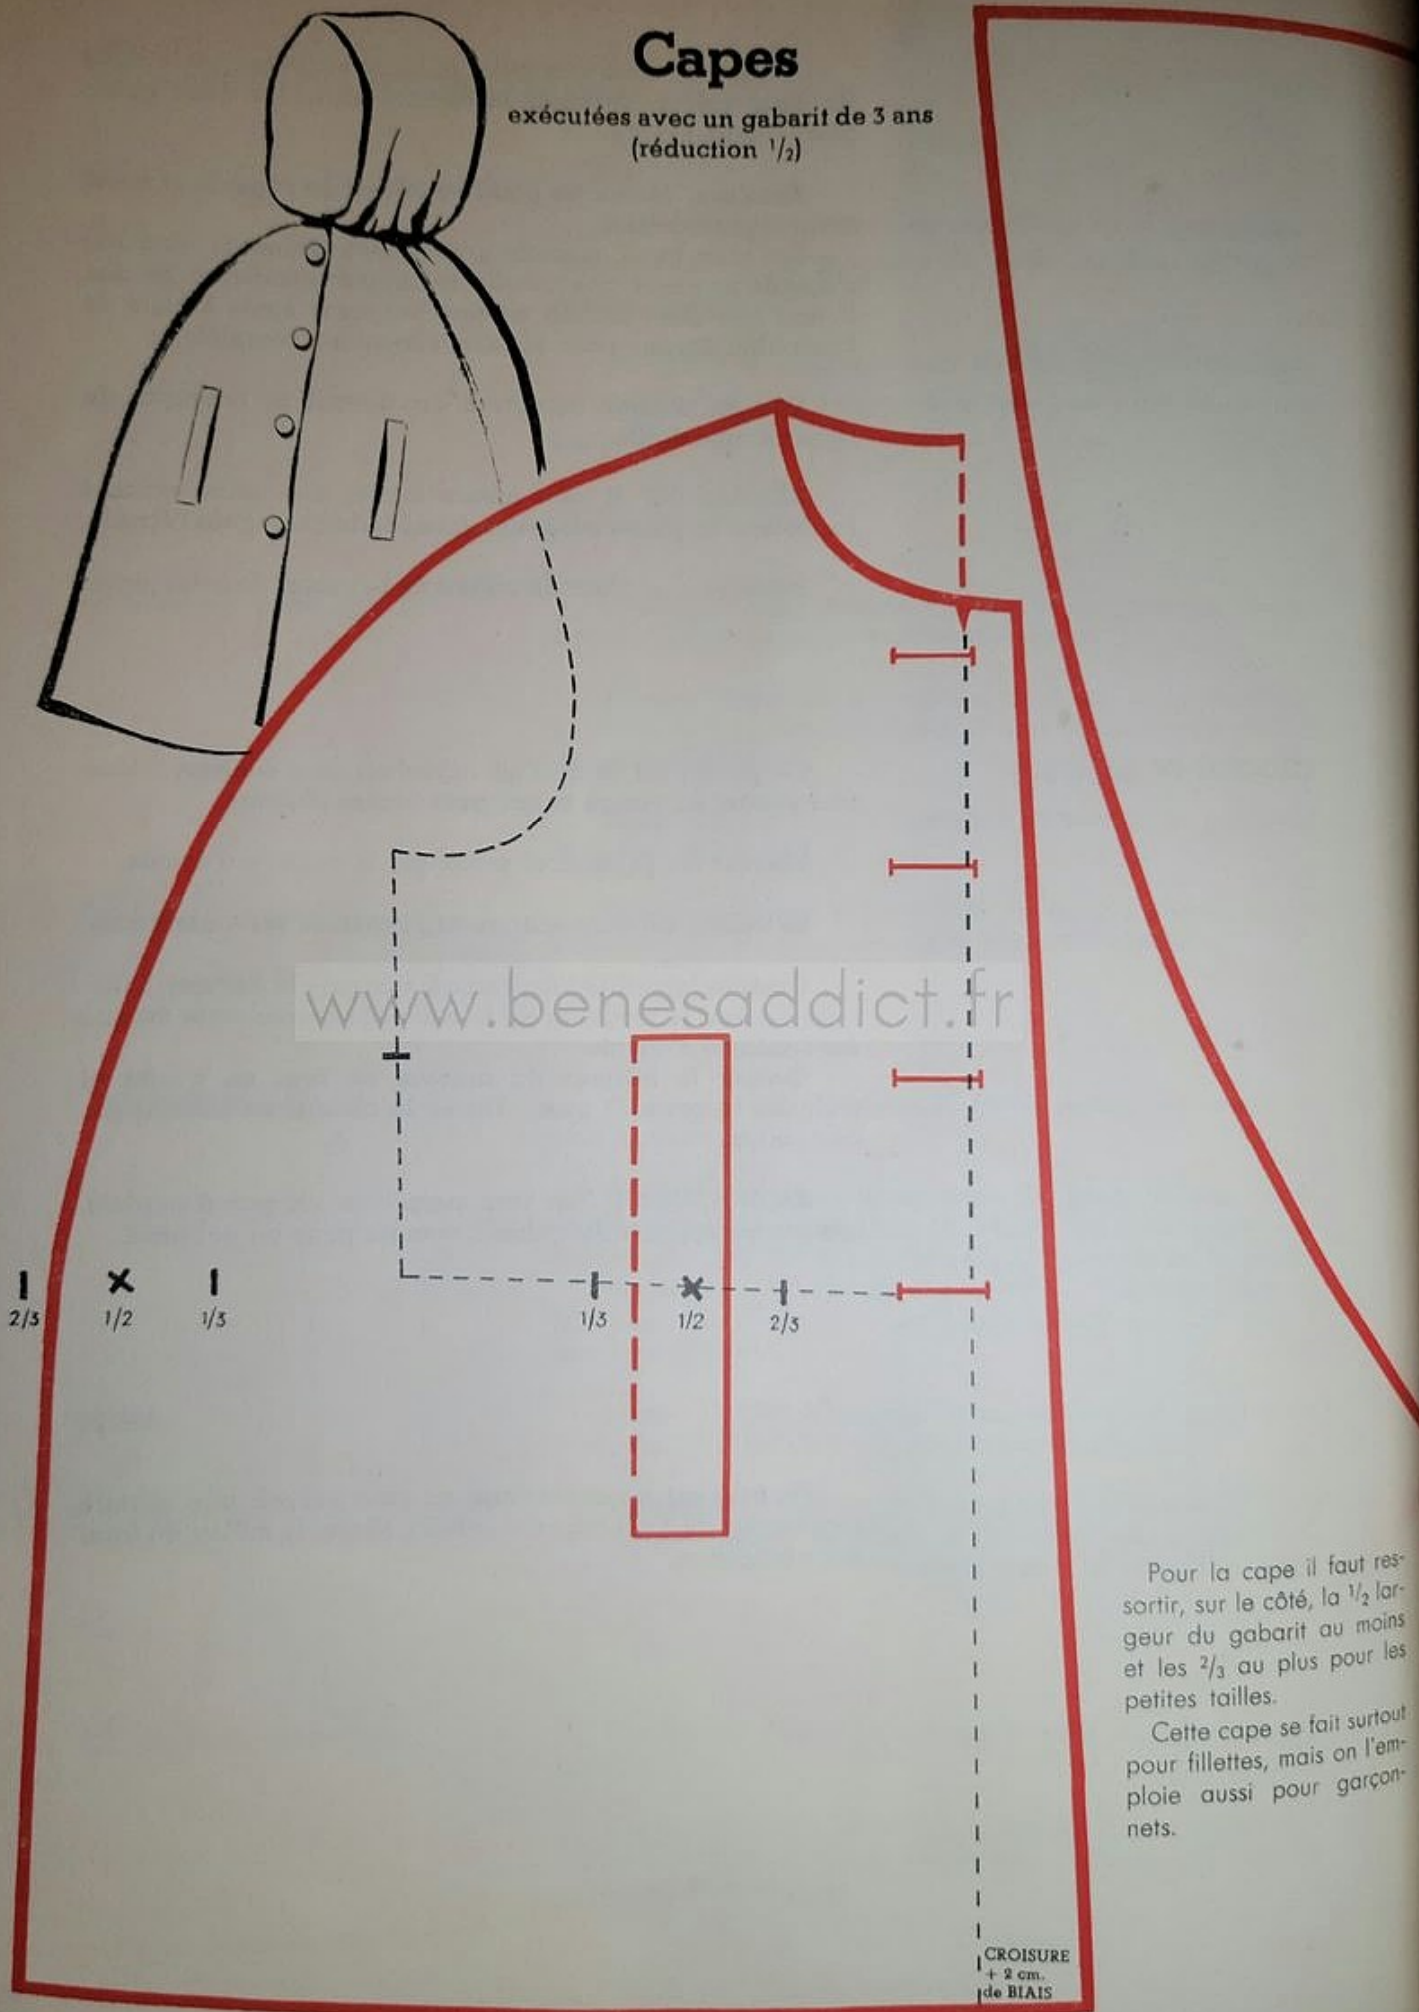 Capes
exécutées avec un gabarit de 3 ans
(réduction 1/2)
www.benesaddict.fr
2/3
1/2
1/3
1/3
1/2
2/3
Pour la cape il faut res-
sortir, sur le côté, la 1/2 lar-
geur du gabarit au moins
et les 2/3 au plus pour les
petites tailles.
Cette cape se fait surtout
pour fillettes, mais on l'em-
ploie aussi pour garçon-
nets.
CROISURE
+ 2 cm.
de BIAIS